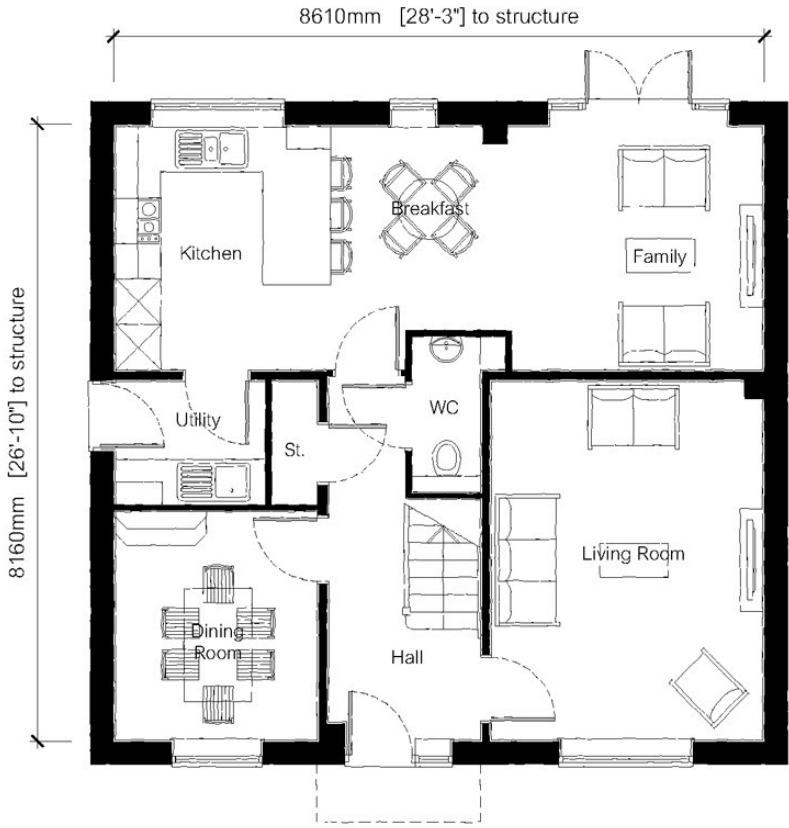 8610mm [28'-3"] to structure
8160mm [26'-10"] to structure
Breakfast
Kitchen
Family
Utility
WC
St.
Living Room
Dining
Room
Hall